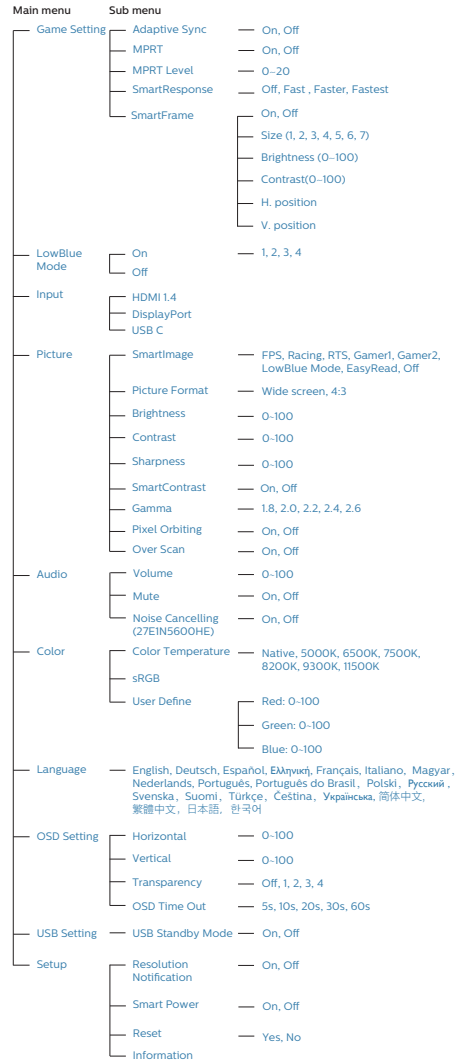 Main menu Sub menu
Game Setting Adaptive Sync On, Off
MPRT On, Off
MPRT Level 0–20
SmartResponse Off, Fast , Faster, Fastest
SmartFrame On, Off
Size (1, 2, 3, 4, 5, 6, 7)
Brightness (0–100)
Contrast(0–100)
H. position
V. position
LowBlue On 1, 2, 3, 4
Mode Off
Input HDMI 1.4
DisplayPort
USB C
Picture SmartImage FPS, Racing, RTS, Gamer1, Gamer2,
LowBlue Mode, EasyRead, Off
Picture Format Wide screen, 4:3
Brightness 0~100
Contrast 0~100
Sharpness 0~100
SmartContrast On, Off
Gamma 1.8, 2.0, 2.2, 2.4, 2.6
Pixel Orbiting On, Off
Over Scan On, Off
Audio Volume 0~100
Mute On, Off
Noise Cancelling On, Off
(27E1N5600HE)
Color Color Temperature Native, 5000K, 6500K, 7500K,
8200K, 9300K, 11500K
sRGB
User Define Red: 0~100
Green: 0~100
Blue: 0~100
Language English, Deutsch, Español, Ελληνική, Français, Italiano, Magyar,
Nederlands, Português, Português do Brasil, Polski, Русский ,
Svenska, Suomi, Türkçe, Čeština, Українська, 简体中文,
繁體中文, 日本語, 한국어
OSD Setting Horizontal 0~100
Vertical 0~100
Transparency Off, 1, 2, 3, 4
OSD Time Out 5s, 10s, 20s, 30s, 60s
USB Setting USB Standby Mode On, Off
Setup Resolution On, Off
Notification
Smart Power On, Off
Reset Yes, No
Information